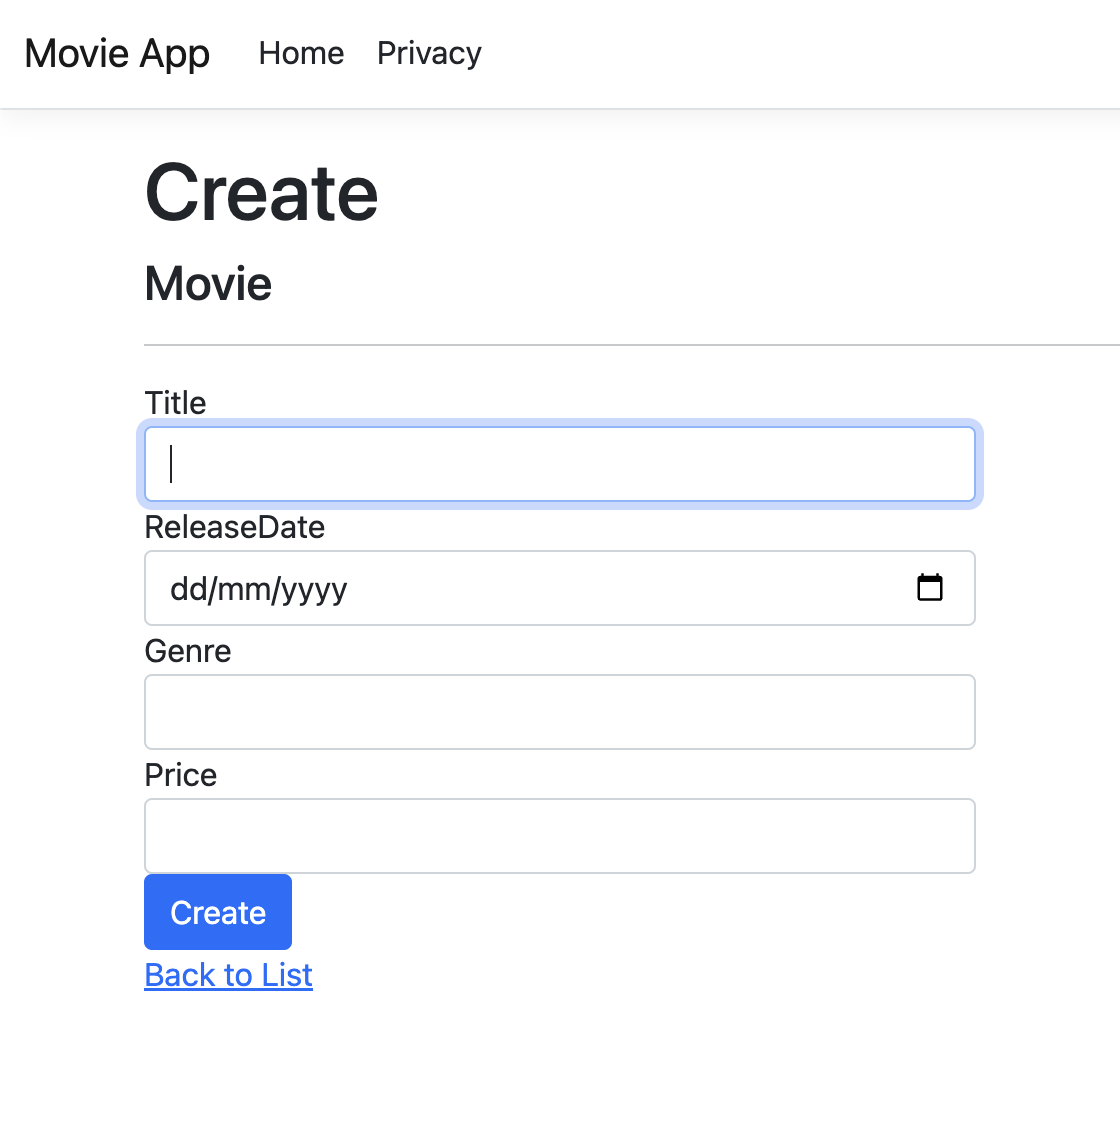 Movie App Home Privacy
Create
Movie
Title
ReleaseDate
dd/mm/yyyy
Genre
Price
Create
Back to List